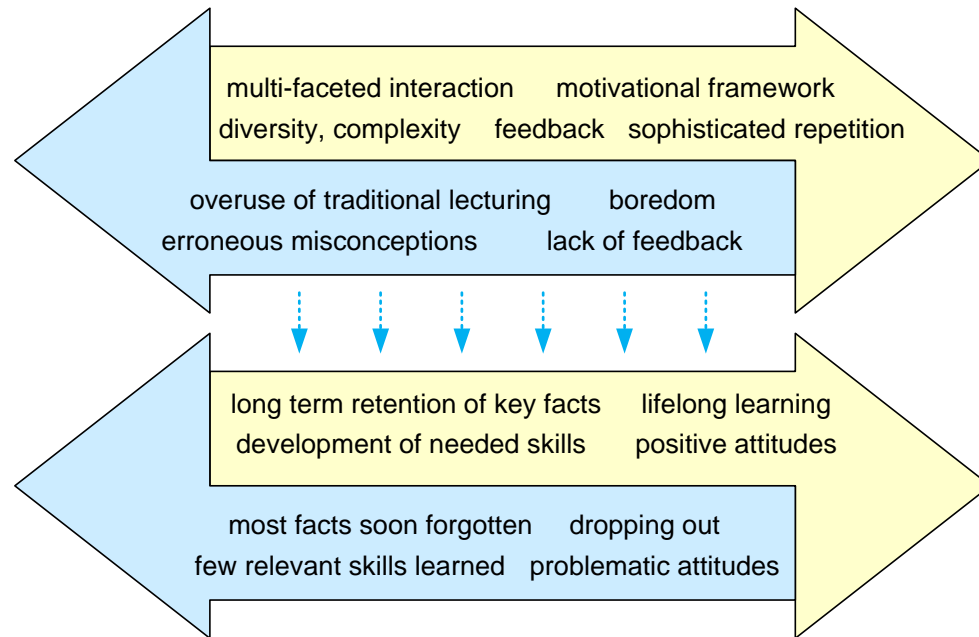 multi-faceted interaction motivational framework
diversity, complexity feedback sophisticated repetition
overuse of traditional lecturing boredom
erroneous misconceptions lack of feedback
long term retention of key facts lifelong learning
development of needed skills positive attitudes
most facts soon forgotten dropping out
few relevant skills learned problematic attitudes